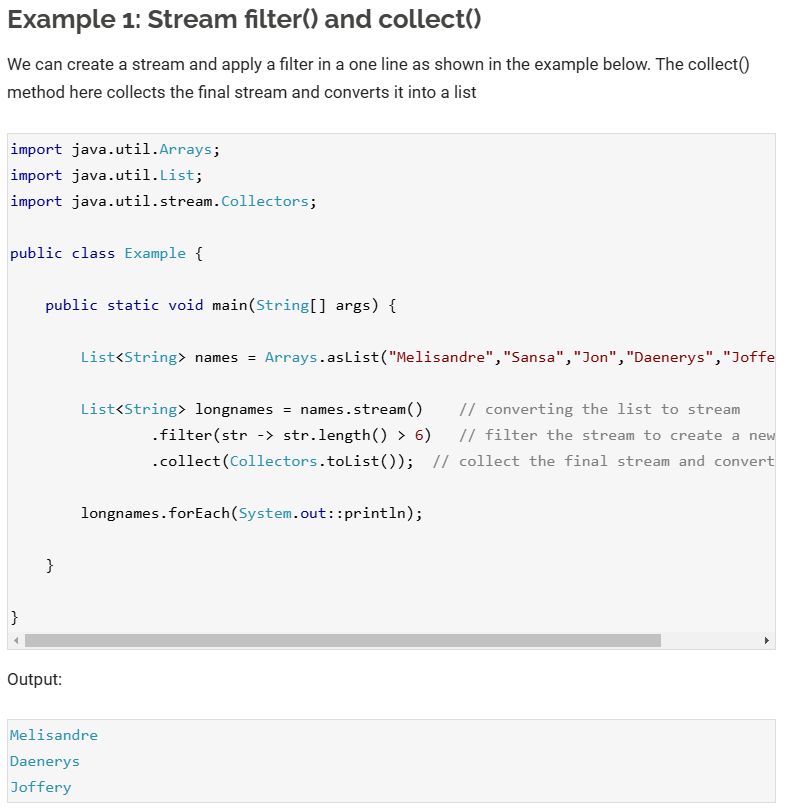 Example 1: Stream filter() and collect()
We can create a stream and apply a filter in a one line as shown in the example below. The collect()
method here collects the final stream and converts it into a list
import java.util.Arrays;
import java.util.List;
import java.util.stream.Collectors;
public class Example {
    public static void main(String[] args) {
        List<String> names = Arrays.asList("Melisandre","Sansa","Jon","Daenerys","Joffe
        List<String> longnames = names.stream()    // converting the list to stream
                .filter(str -> str.length() > 6)   // filter the stream to create a new
                .collect(Collectors.toList());  // collect the final stream and convert
        longnames.forEach(System.out::println);
    }
}
Output:
Melisandre
Daenerys
Joffery